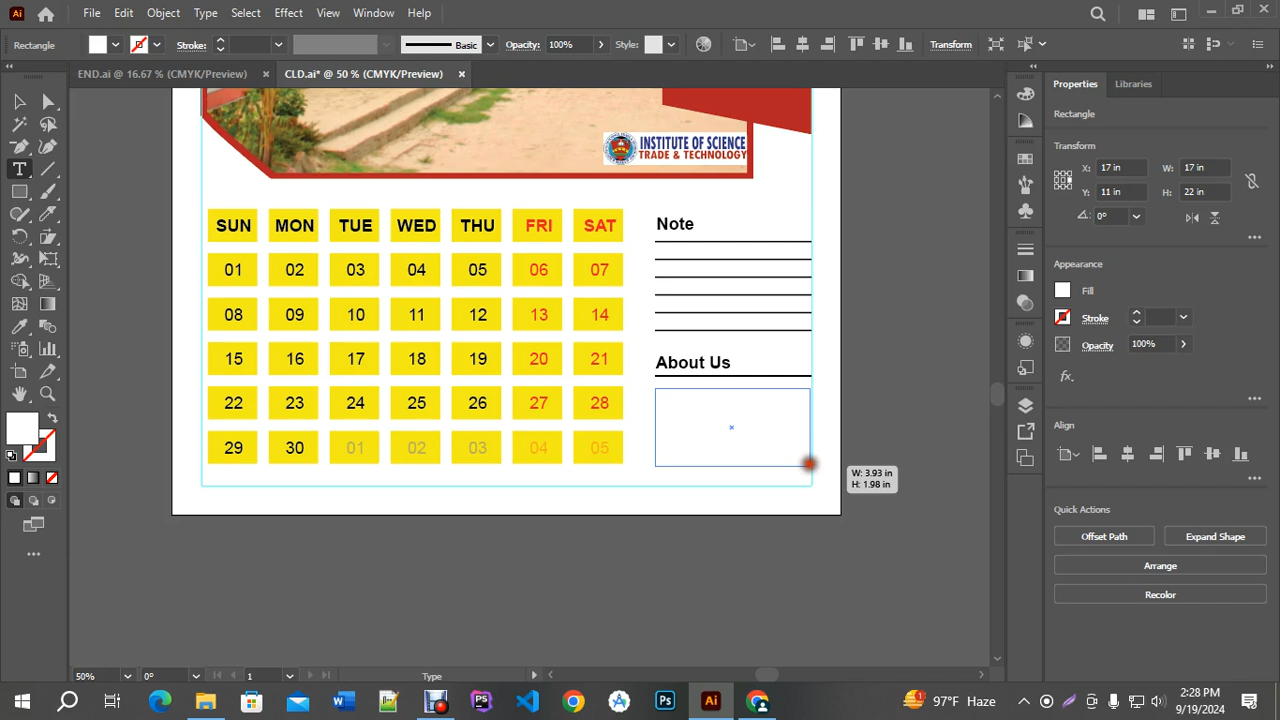 Ai File Edit Object Type Select Effect View Window Help
Rectangle Stroke: Basic Opacity: 100% Style: Transform
END.ai @ 16.67 % (CMYK/Preview) × CLD.ai* @ 50 % (CMYK/Preview) ×
Properties Libraries
Rectangle
Transform
X: 17 in W: 17 in
Y: 11 in H: 22 in
0°
Appearance
Fill
Stroke
Opacity 100%
fx.
Align
Quick Actions
Offset Path Expand Shape
Arrange
Recolor
INSTITUTE OF SCIENCE
TRADE & TECHNOLOGY
SUN MON TUE WED THU FRI SAT
01 02 03 04 05 06 07
08 09 10 11 12 13 14
15 16 17 18 19 20 21
22 23 24 25 26 27 28
29 30 01 02 03 04 05
Note
About Us
W: 3.93 in
H: 1.98 in
50% 0° 1 Type
97°F Haze
2:28 PM
9/19/2024